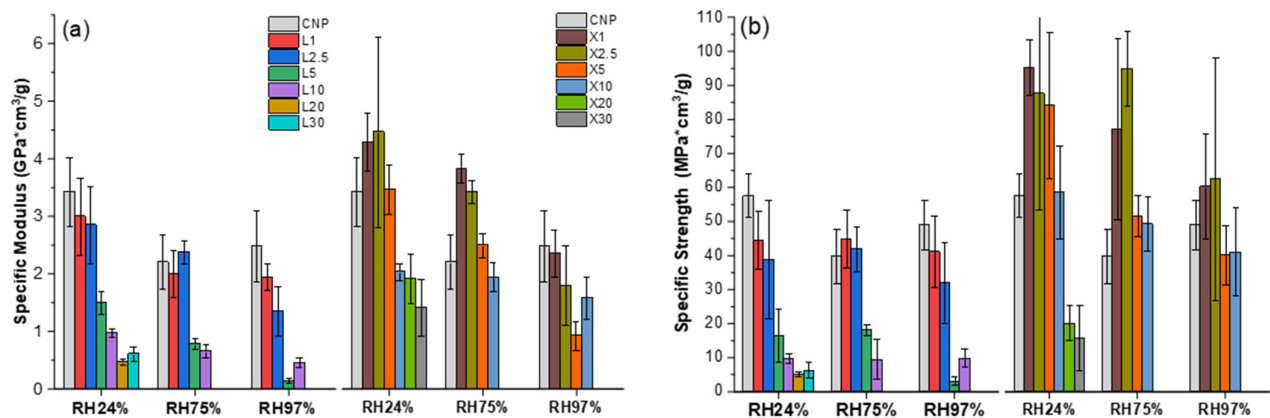 (a)
Specific Modulus (GPa*cm³/g)
6
5
4
3
2
1
0
CNP
L1
L2.5
L5
L10
L20
L30
CNP
X1
X2.5
X5
X10
X20
X30
RH24% RH75% RH97% RH24% RH75% RH97%
(b)
Specific Strength (MPa*cm³/g)
110
100
90
80
70
60
50
40
30
20
10
0
RH24% RH75% RH97% RH24% RH75% RH97%